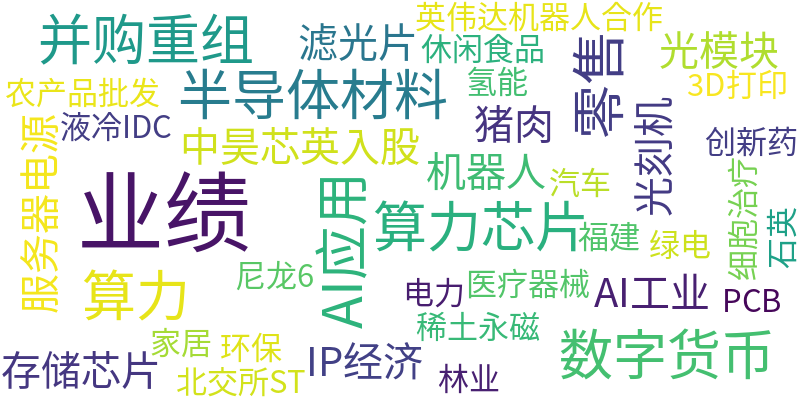 英伟达机器人合作
并购重组
滤光片
休闲食品
光模块
零售
氢能
3D打印
农产品批发
半导体材料
猪肉
光刻机
液冷IDC
服务器电源
中昊芯英入股
创新药
机器人
汽车
细胞治疗
业绩
AI应用
算力芯片
福建
绿电
石英
算力
尼龙6
电力
医疗器械
AI工业
PCB
稀土永磁
家居
环保
数字货币
存储芯片
IP经济
北交所ST
林业